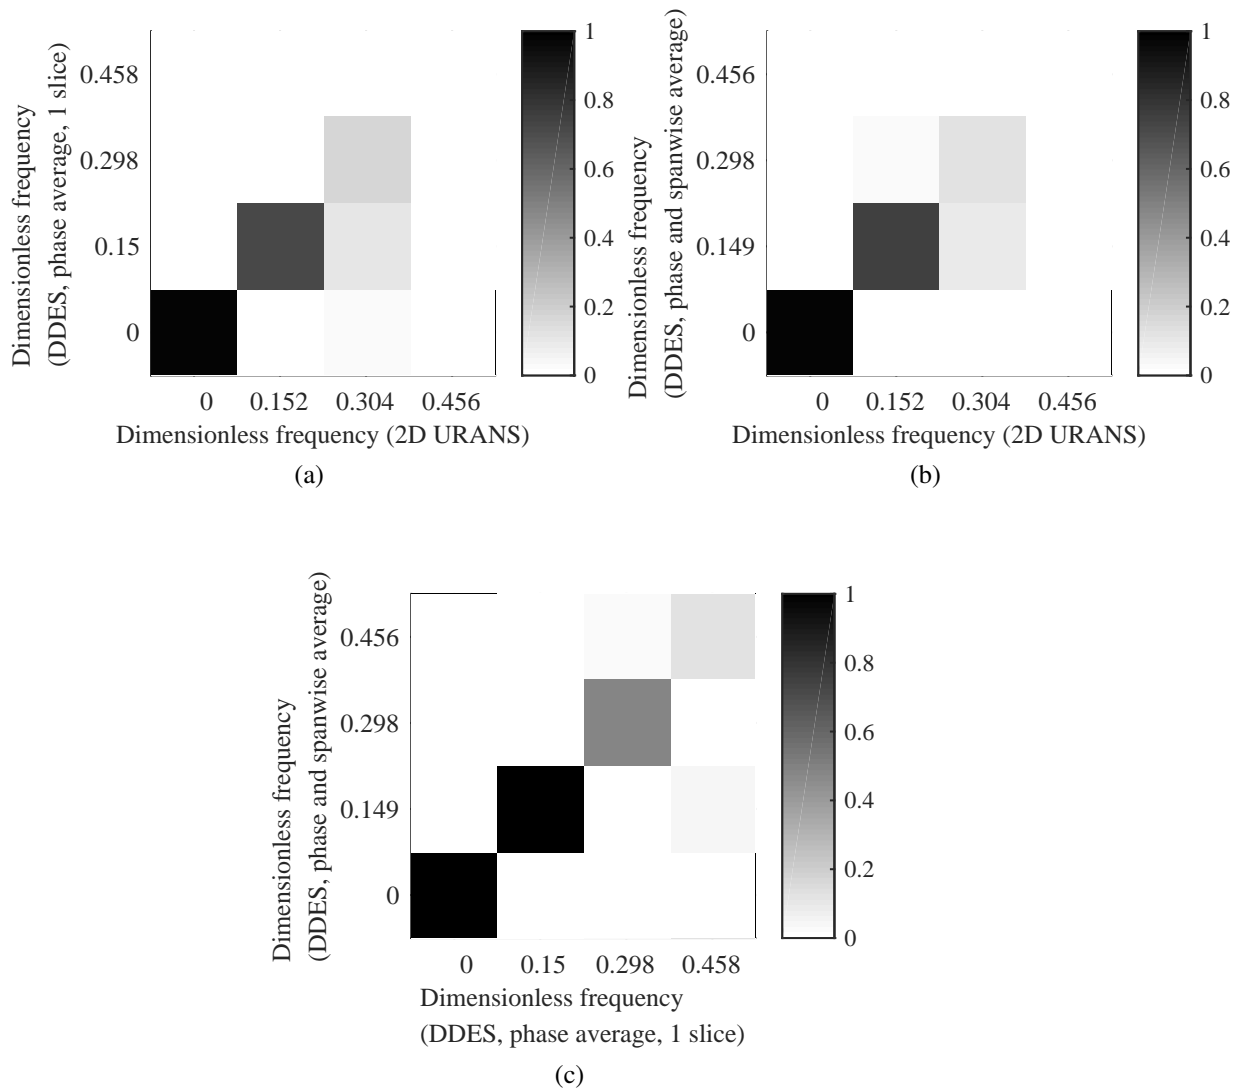 Dimensionless frequency
(DDES, phase average, 1 slice)
0.458
0.298
0.15
0
0 0.152 0.304 0.456
Dimensionless frequency (2D URANS)
1
0.8
0.6
0.4
0.2
0
(a)
Dimensionless frequency
(DDES, phase and spanwise average)
0.456
0.298
0.149
0
0 0.152 0.304 0.456
Dimensionless frequency (2D URANS)
1
0.8
0.6
0.4
0.2
0
(b)
Dimensionless frequency
(DDES, phase and spanwise average)
0.456
0.298
0.149
0
0 0.15 0.298 0.458
Dimensionless frequency
(DDES, phase average, 1 slice)
1
0.8
0.6
0.4
0.2
0
(c)